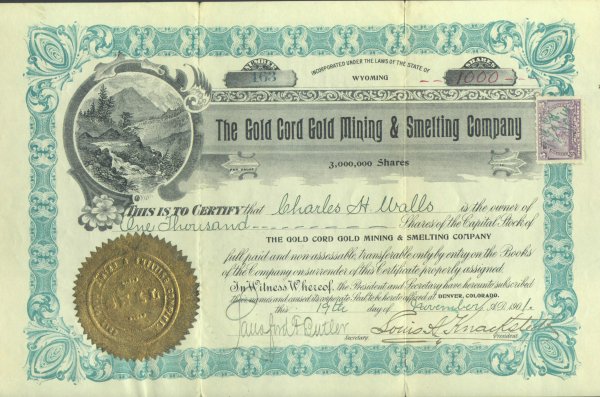 NUMBER
163
INCORPORATED UNDER THE LAWS OF THE STATE OF
WYOMING
SHARES
1000
The Gold Cord Gold Mining & Smelting Company
3,000,000 Shares
THIS IS TO CERTIFY that Charles H. Walls is the owner of
One Thousand Shares of the Capital Stock of
THE GOLD CORD GOLD MINING & SMELTING COMPANY
full paid and non assessable, transferable only by entry on the Books
of the Company on surrender of this Certificate properly assigned.
In Witness Whereof, the President and Secretary have hereunto subscribed
their names and caused its corporate Seal to be hereto affixed at DENVER, COLORADO.
this 19th day of November A.D. 1901.
Butler
Secretary
Louis
President
SEAL